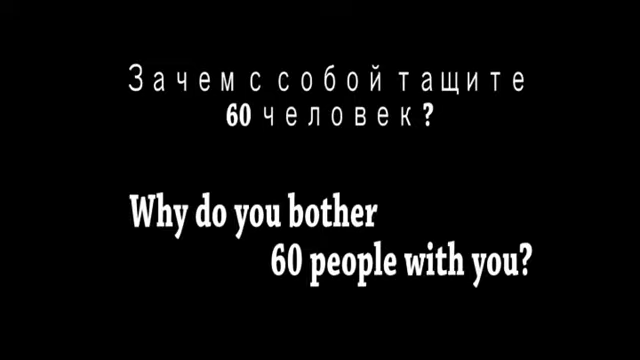 Зачем с собой тащите
60 человек?
Why do you bother
60 people with you?